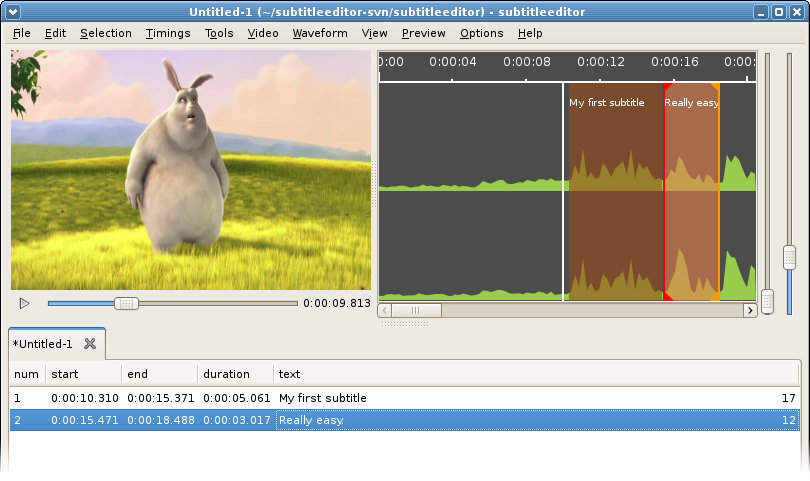 Untitled-1 (~/subtitleeditor-svn/subtitleeditor) - subtitleeditor
File Edit Selection Timings Tools Video Waveform View Preview Options Help
0:00 0:00:04 0:00:08 0:00:12 0:00:16 0:00:
My first subtitle Really easy
0:00:09.813
*Untitled-1
num start end duration text
1 0:00:10.310 0:00:15.371 0:00:05.061 My first subtitle 17
2 0:00:15.471 0:00:18.488 0:00:03.017 Really easy. 12